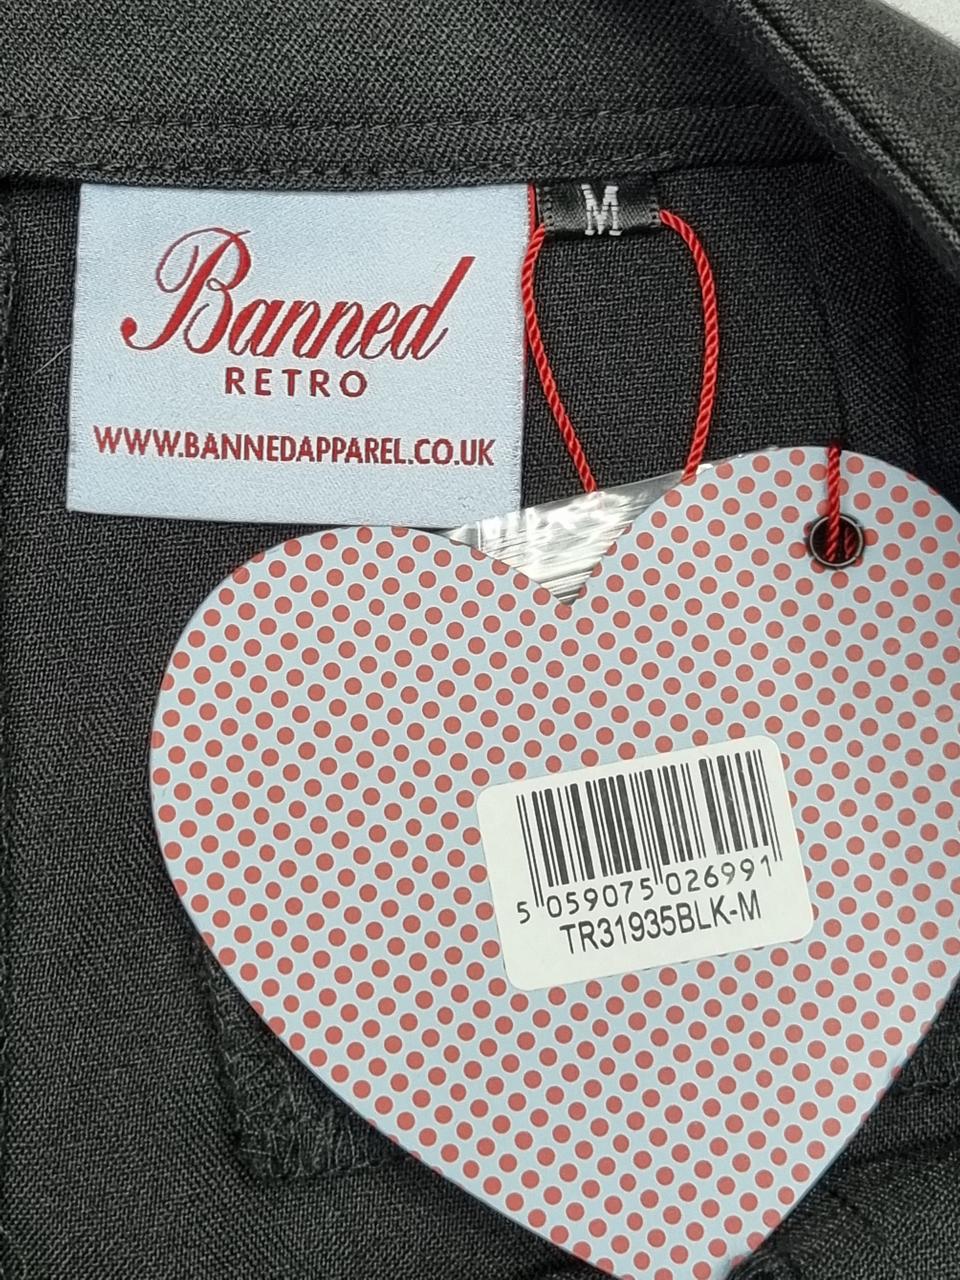 M
Banned
RETRO
WWW.BANNEDAPPAREL.CO.UK
5 059075 026991
TR31935BLK-M